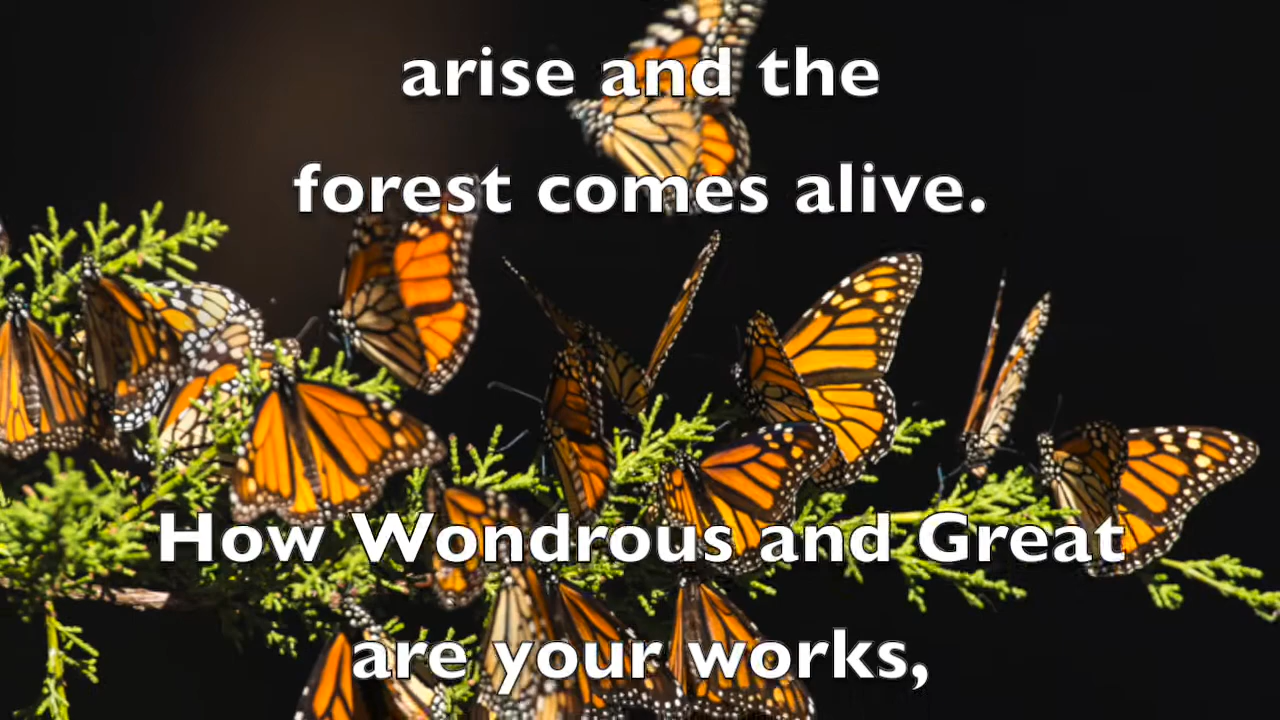 arise and the
forest comes alive.
How Wondrous and Great
are your works,